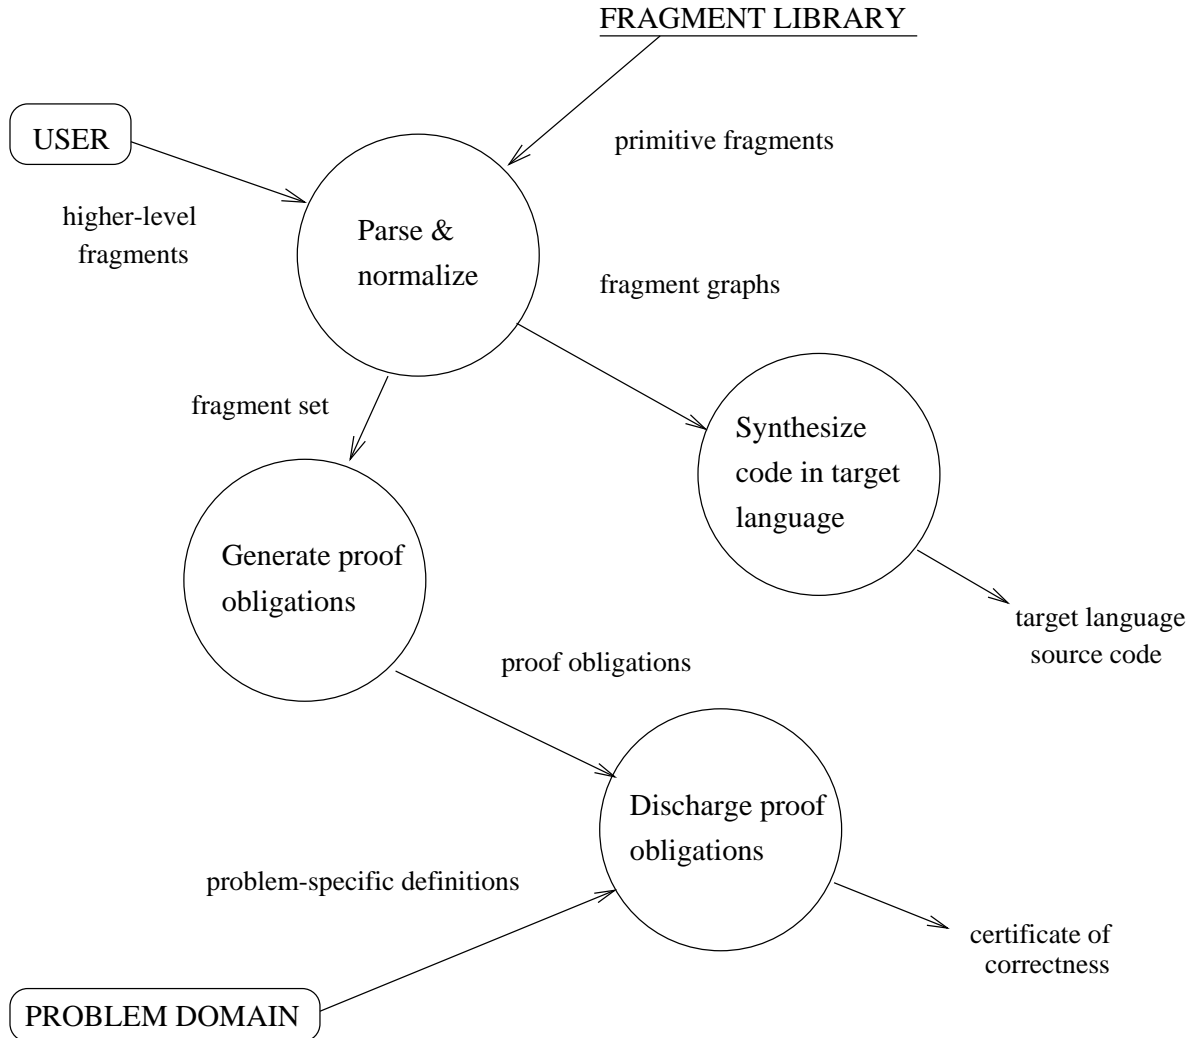 FRAGMENT LIBRARY
USER
primitive fragments
higher-level
fragments
Parse &
normalize
fragment graphs
fragment set
Synthesize
code in target
language
Generate proof
obligations
target language
source code
proof obligations
Discharge proof
obligations
problem-specific definitions
certificate of
correctness
PROBLEM DOMAIN